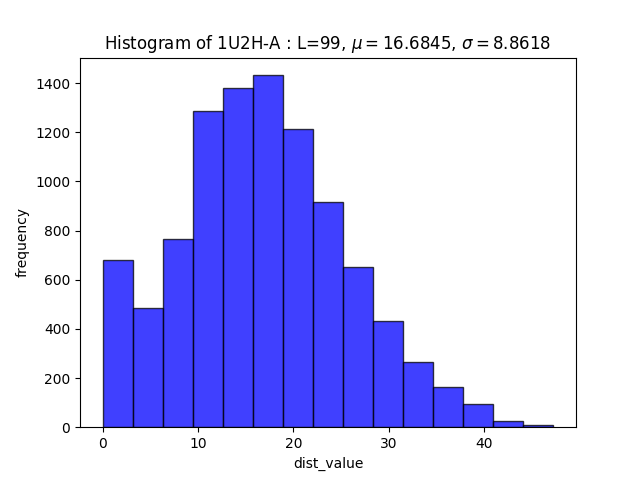 Histogram of 1U2H-A : L=99, μ = 16.6845, σ = 8.8618
1400
1200
1000
800
600
400
200
0
frequency
0 10 20 30 40
dist_value